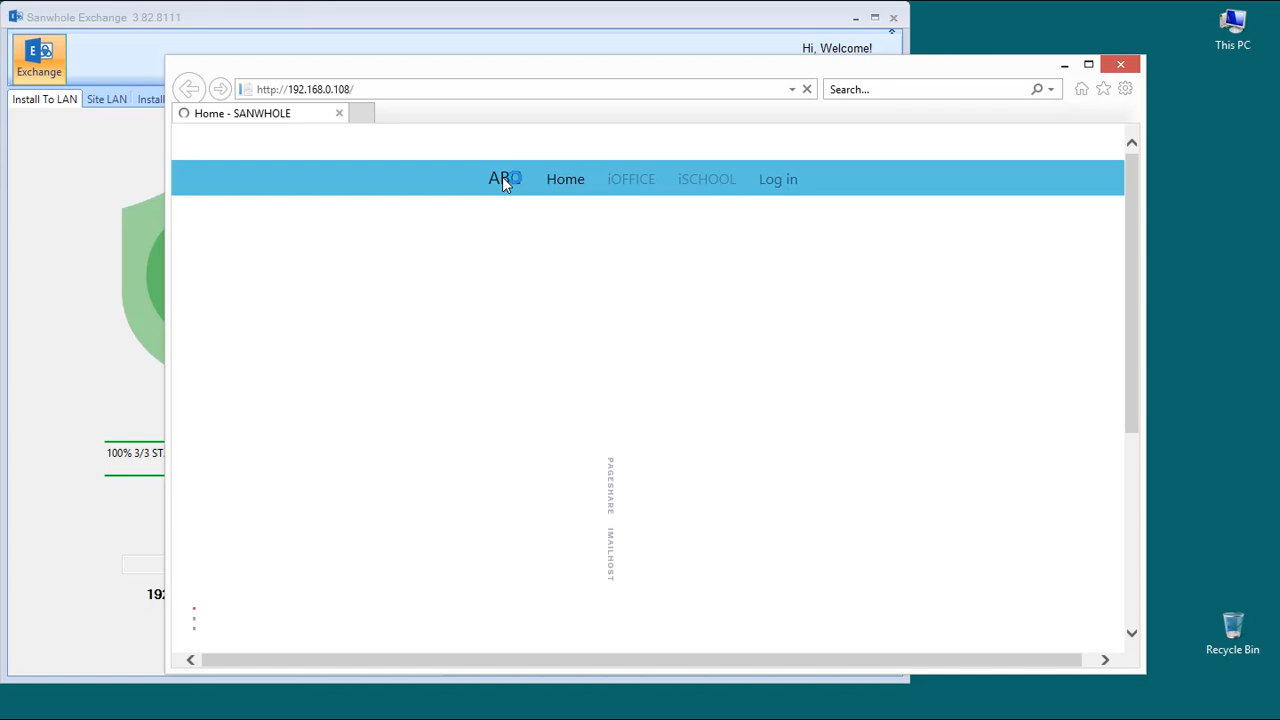 Sanwhole Exchange 3.82.8111
This PC
Exchange
Hi, Welcome!
http://192.168.0.108/
Search...
Install To LAN
Site LAN
Install
Home - SANWHOLE
Home
iOFFICE
iSCHOOL
Log in
100% 3/3 ST
PAGESHARE
IMAILHOST
192
Recycle Bin